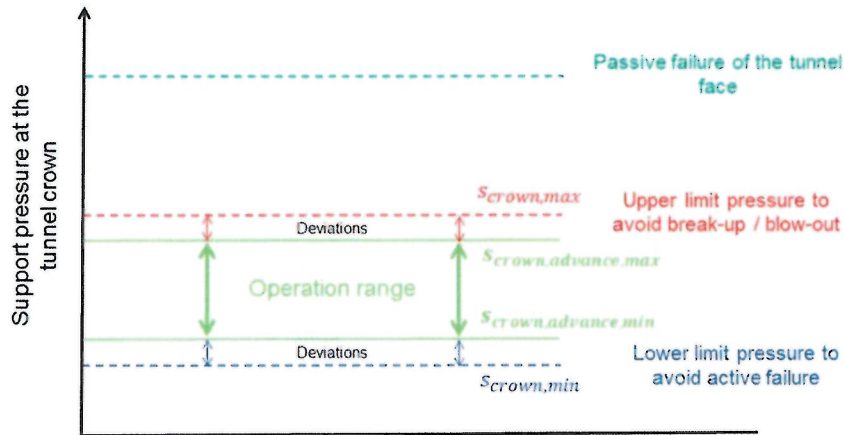 Support pressure at the
tunnel crown
Passive failure of the tunnel
face
s_crown,max
Upper limit pressure to
avoid break-up / blow-out
Deviations
s_crown,advance,max
Operation range
s_crown,advance,min
Deviations
Lower limit pressure to
avoid active failure
s_crown,min